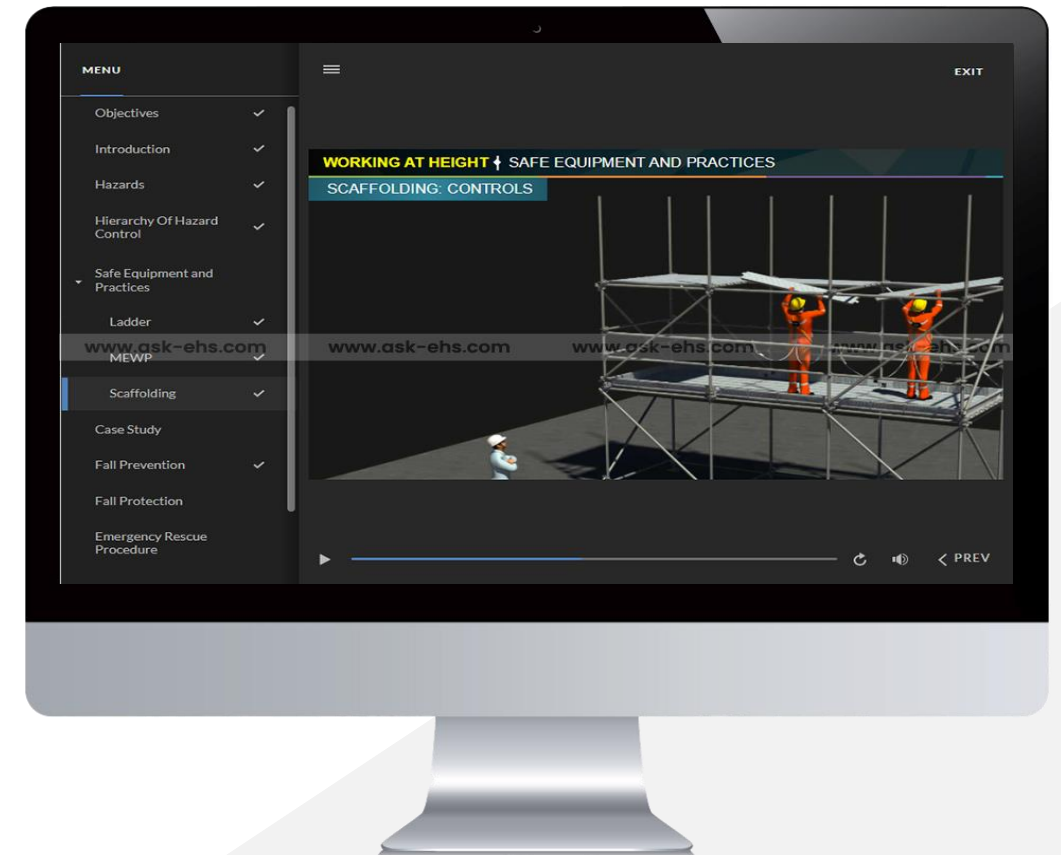 MENU
EXIT
Objectives
Introduction
Hazards
Hierarchy Of Hazard
Control
Safe Equipment and
Practices
Ladder
MEWP
Scaffolding
Case Study
Fall Prevention
Fall Protection
Emergency Rescue
Procedure
WORKING AT HEIGHT SAFE EQUIPMENT AND PRACTICES
SCAFFOLDING: CONTROLS
www.ask-ehs.com www.ask-ehs.com www.ask-ehs.com www.ask-ehs.com
PREV